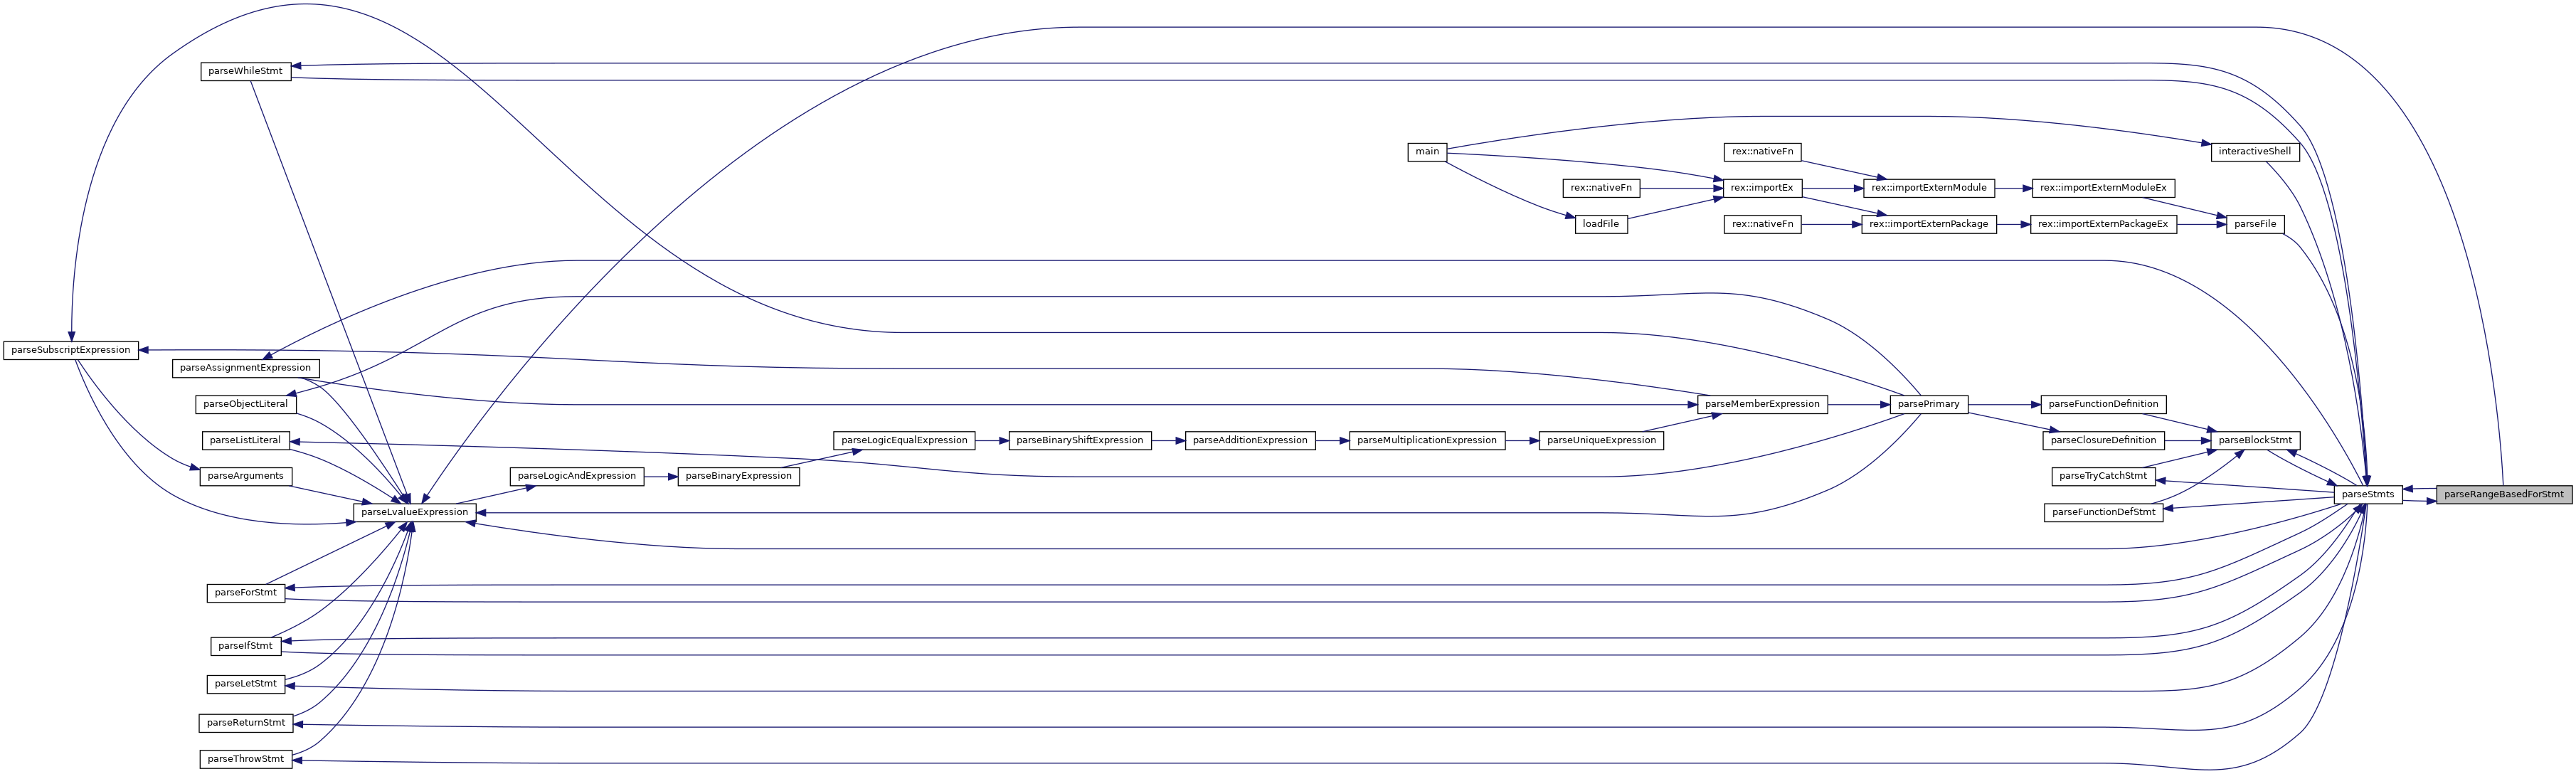 parseWhileStmt
main
rex::nativeFn
interactiveShell
rex::nativeFn
rex::importEx
rex::importExternModule
rex::importExternModuleEx
loadFile
rex::nativeFn
rex::importExternPackage
rex::importExternPackageEx
parseFile
parseSubscriptExpression
parseAssignmentExpression
parseObjectLiteral
parseMemberExpression
parsePrimary
parseFunctionDefinition
parseListLiteral
parseLogicEqualExpression
parseBinaryShiftExpression
parseAdditionExpression
parseMultiplicationExpression
parseUniqueExpression
parseClosureDefinition
parseBlockStmt
parseArguments
parseLogicAndExpression
parseBinaryExpression
parseTryCatchStmt
parseStmts
parseRangeBasedForStmt
parseLvalueExpression
parseFunctionDefStmt
parseForStmt
parseIfStmt
parseLetStmt
parseReturnStmt
parseThrowStmt